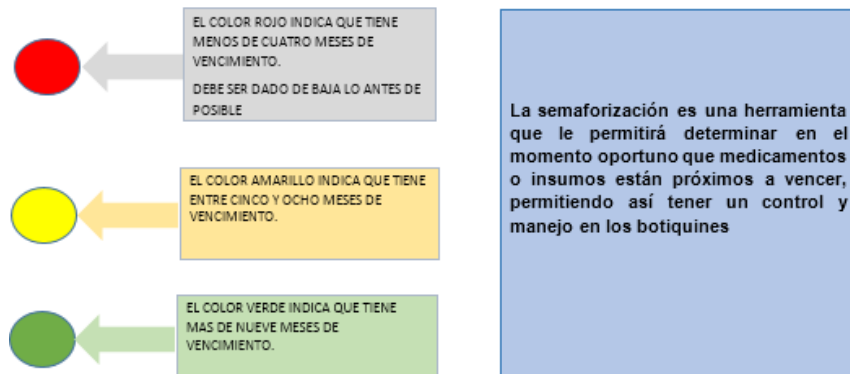 EL COLOR ROJO INDICA QUE TIENE
MENOS DE CUATRO MESES DE
VENCIMIENTO.
DEBE SER DADO DE BAJA LO ANTES DE
POSIBLE
EL COLOR AMARILLO INDICA QUE TIENE
ENTRE CINCO Y OCHO MESES DE
VENCIMIENTO.
EL COLOR VERDE INDICA QUE TIENE
MAS DE NUEVE MESES DE
VENCIMIENTO.
La semaforización es una herramienta
que le permitirá determinar en el
momento oportuno que medicamentos
o insumos están próximos a vencer,
permitiendo así tener un control y
manejo en los botiquines